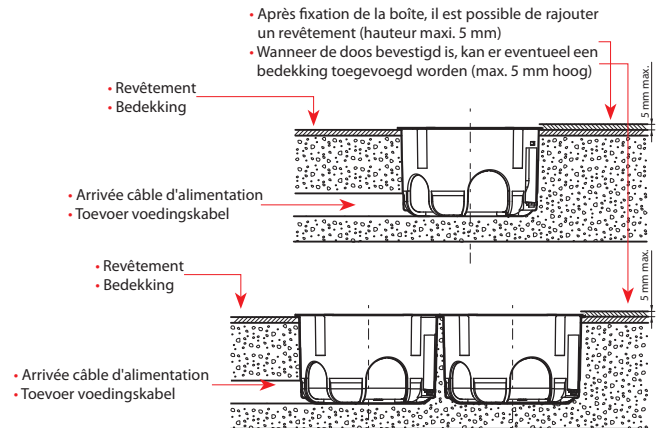 • Après fixation de la boîte, il est possible de rajouter
un revêtement (hauteur maxi. 5 mm)
• Wanneer de doos bevestigd is, kan er eventueel een
bedekking toegevoegd worden (max. 5 mm hoog)
5 mm max.
• Revêtement
• Bedekking
• Arrivée câble d'alimentation
• Toevoer voedingskabel
• Revêtement
• Bedekking
5 mm max.
• Arrivée câble d'alimentation
• Toevoer voedingskabel